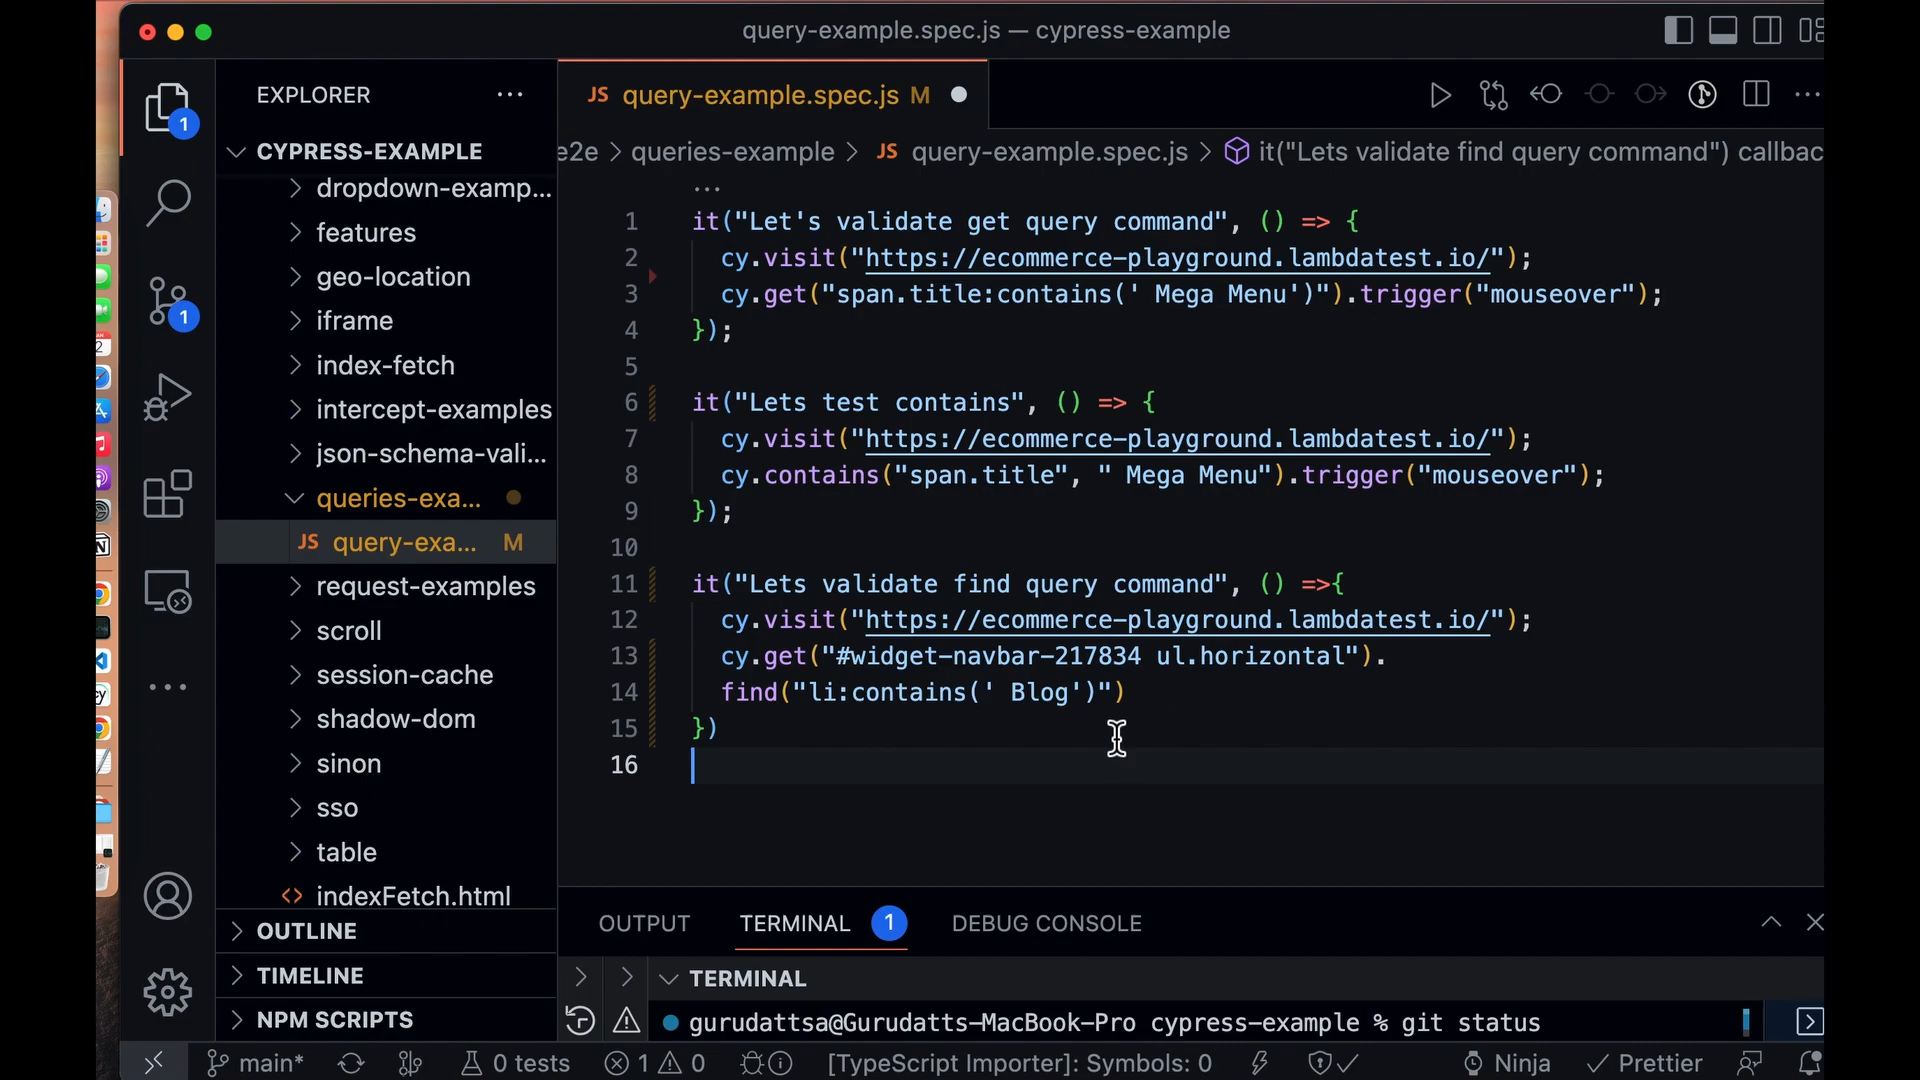 query-example.spec.js — cypress-example
EXPLORER
CYPRESS-EXAMPLE
dropdown-examp...
features
geo-location
iframe
index-fetch
intercept-examples
json-schema-vali...
queries-exa...
JS query-exa... M
request-examples
scroll
session-cache
shadow-dom
sinon
sso
table
indexFetch.html
OUTLINE
TIMELINE
NPM SCRIPTS
1
1
JS query-example.spec.js M
e2e > queries-example > JS query-example.spec.js > it("Lets validate find query command") callbac
...
1 it("Let's validate get query command", () => {
2 cy.visit("https://ecommerce-playground.lambdatest.io/");
3 cy.get("span.title:contains(' Mega Menu')").trigger("mouseover");
4 });
5
6 it("Lets test contains", () => {
7 cy.visit("https://ecommerce-playground.lambdatest.io/");
8 cy.contains("span.title", " Mega Menu").trigger("mouseover");
9 });
10
11 it("Lets validate find query command", () =>{
12 cy.visit("https://ecommerce-playground.lambdatest.io/");
13 cy.get("#widget-navbar-217834 ul.horizontal").
14 find("li:contains(' Blog')")
15 })
16
OUTPUT TERMINAL 1 DEBUG CONSOLE
TERMINAL
gurudattsa@Gurudatts-MacBook-Pro cypress-example % git status
main* 0 tests 1 0 [TypeScript Importer]: Symbols: 0 Ninja Prettier